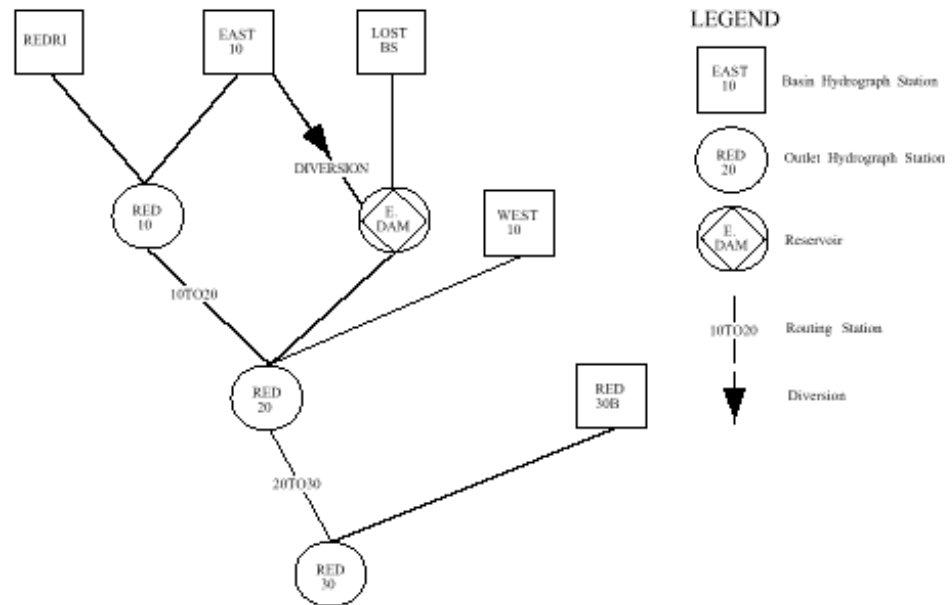 REDRI
EAST
10
LOST
BS
DIVERSION
RED
10
E.
DAM
WEST
10
10TO20
RED
20
RED
30B
20TO30
RED
30
LEGEND
EAST
10
Basin Hydrograph Station
RED
20
Outlet Hydrograph Station
E.
DAM
Reservoir
10TO20
Routing Station
Diversion